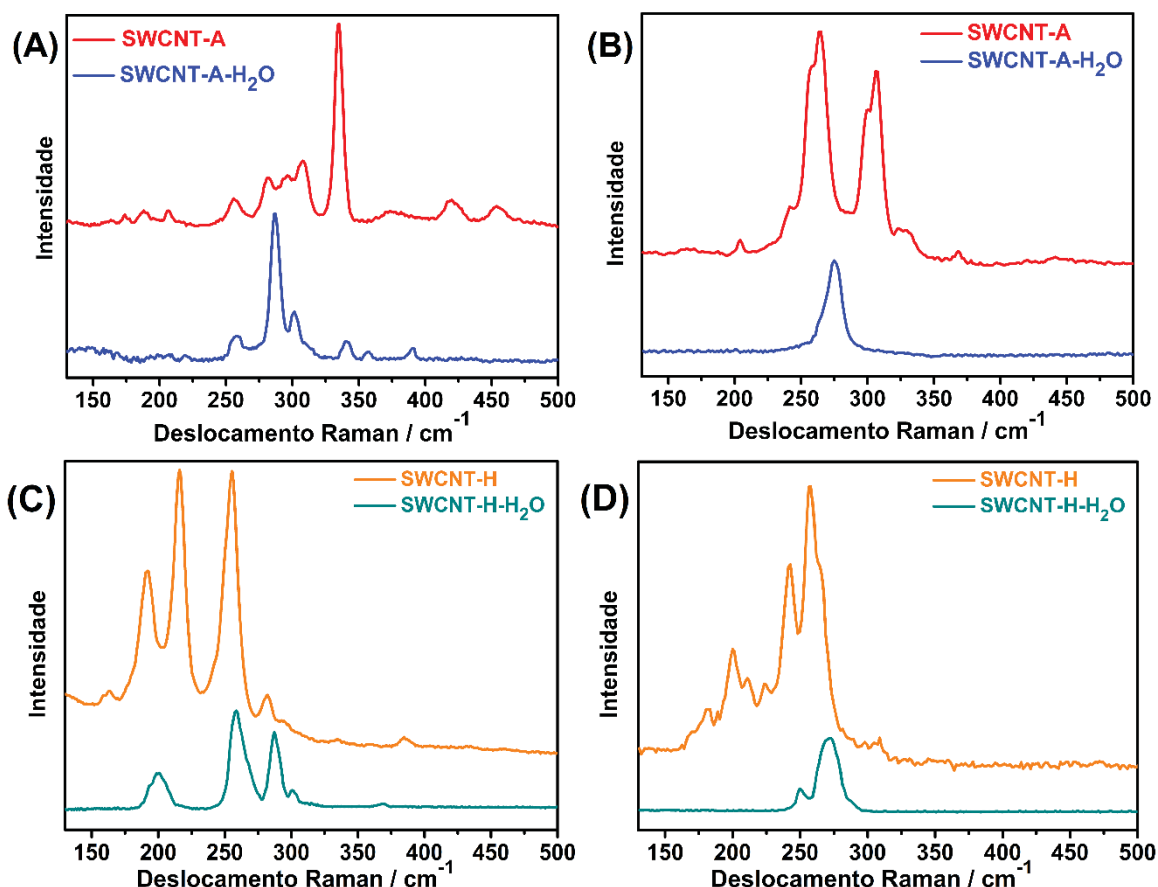 (A)
SWCNT-A
SWCNT-A-H₂O
Intensidade
150 200 250 300 350 400 450 500
Deslocamento Raman / cm⁻¹
(B)
SWCNT-A
SWCNT-A-H₂O
Intensidade
150 200 250 300 350 400 450 500
Deslocamento Raman / cm⁻¹
(C)
SWCNT-H
SWCNT-H-H₂O
Intensidade
150 200 250 300 350 400 450 500
Deslocamento Raman / cm⁻¹
(D)
SWCNT-H
SWCNT-H-H₂O
Intensidade
150 200 250 300 350 400 450 500
Deslocamento Raman / cm⁻¹